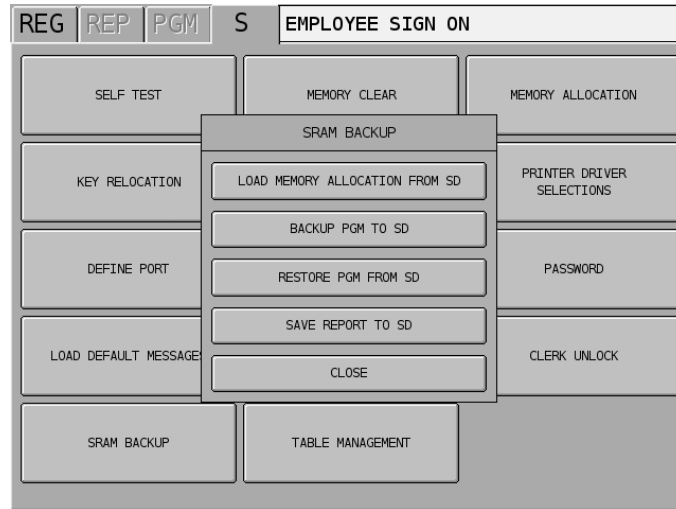 REG REP PGM S EMPLOYEE SIGN ON
SELF TEST
MEMORY CLEAR
MEMORY ALLOCATION
SRAM BACKUP
KEY RELOCATION
LOAD MEMORY ALLOCATION FROM SD
PRINTER DRIVER
SELECTIONS
BACKUP PGM TO SD
DEFINE PORT
RESTORE PGM FROM SD
PASSWORD
SAVE REPORT TO SD
LOAD DEFAULT MESSAGES
CLERK UNLOCK
CLOSE
SRAM BACKUP
TABLE MANAGEMENT